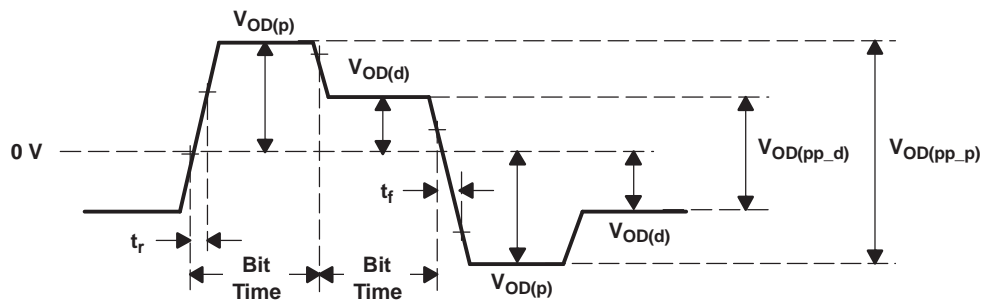 VOD(p)
VOD(d)
0 V
VOD(pp_d)
VOD(pp_p)
tf
tr
VOD(d)
Bit
Time
Bit
Time
VOD(p)